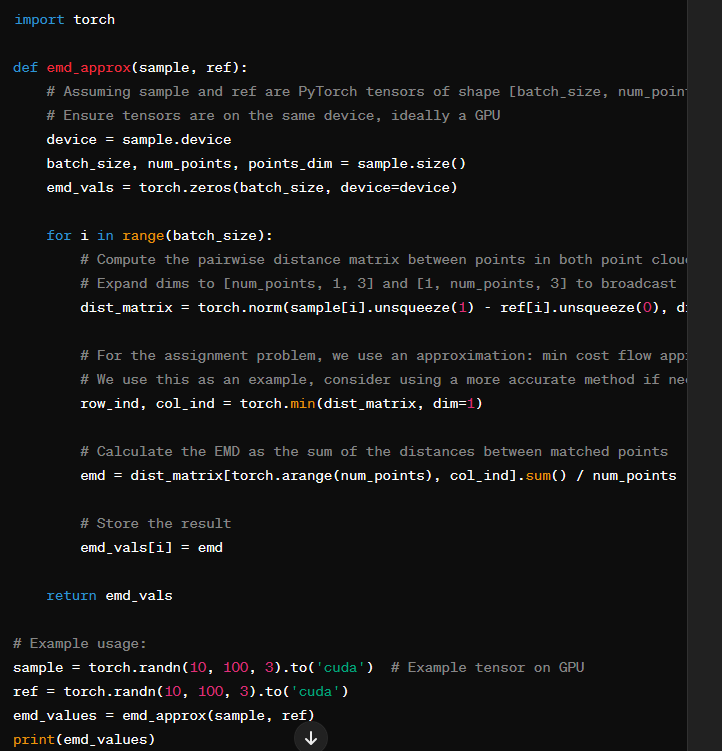 import torch
def emd_approx(sample, ref):
# Assuming sample and ref are PyTorch tensors of shape [batch_size,
# Ensure tensors are on the same device, ideally a GPU
device = sample.device
batch_size, num_points, points_dim = sample.size()
emd_vals = torch.zeros(batch_size, device=device)
for i in range(batch_size):
# Compute the pairwise distance matrix between points in both point
# Expand dims to [num_points, 1, 3] and [1, num_points, 3] to broadcast
dist_matrix = torch.norm(sample[i].unsqueeze(1) - ref[i].unsqueeze(0),
# For the assignment problem, we use an approximation: min cost flow
# We use this as an example, consider using a more accurate method if
row_ind, col_ind = torch.min(dist_matrix, dim=1)
# Calculate the EMD as the sum of the distances between matched points
emd = dist_matrix[torch.arange(num_points), col_ind].sum() / num_points
# Store the result
emd_vals[i] = emd
return emd_vals
# Example usage:
sample = torch.randn(10, 100, 3).to('cuda')  # Example tensor on GPU
ref = torch.randn(10, 100, 3).to('cuda')
emd_values = emd_approx(sample, ref)
print(emd_values)